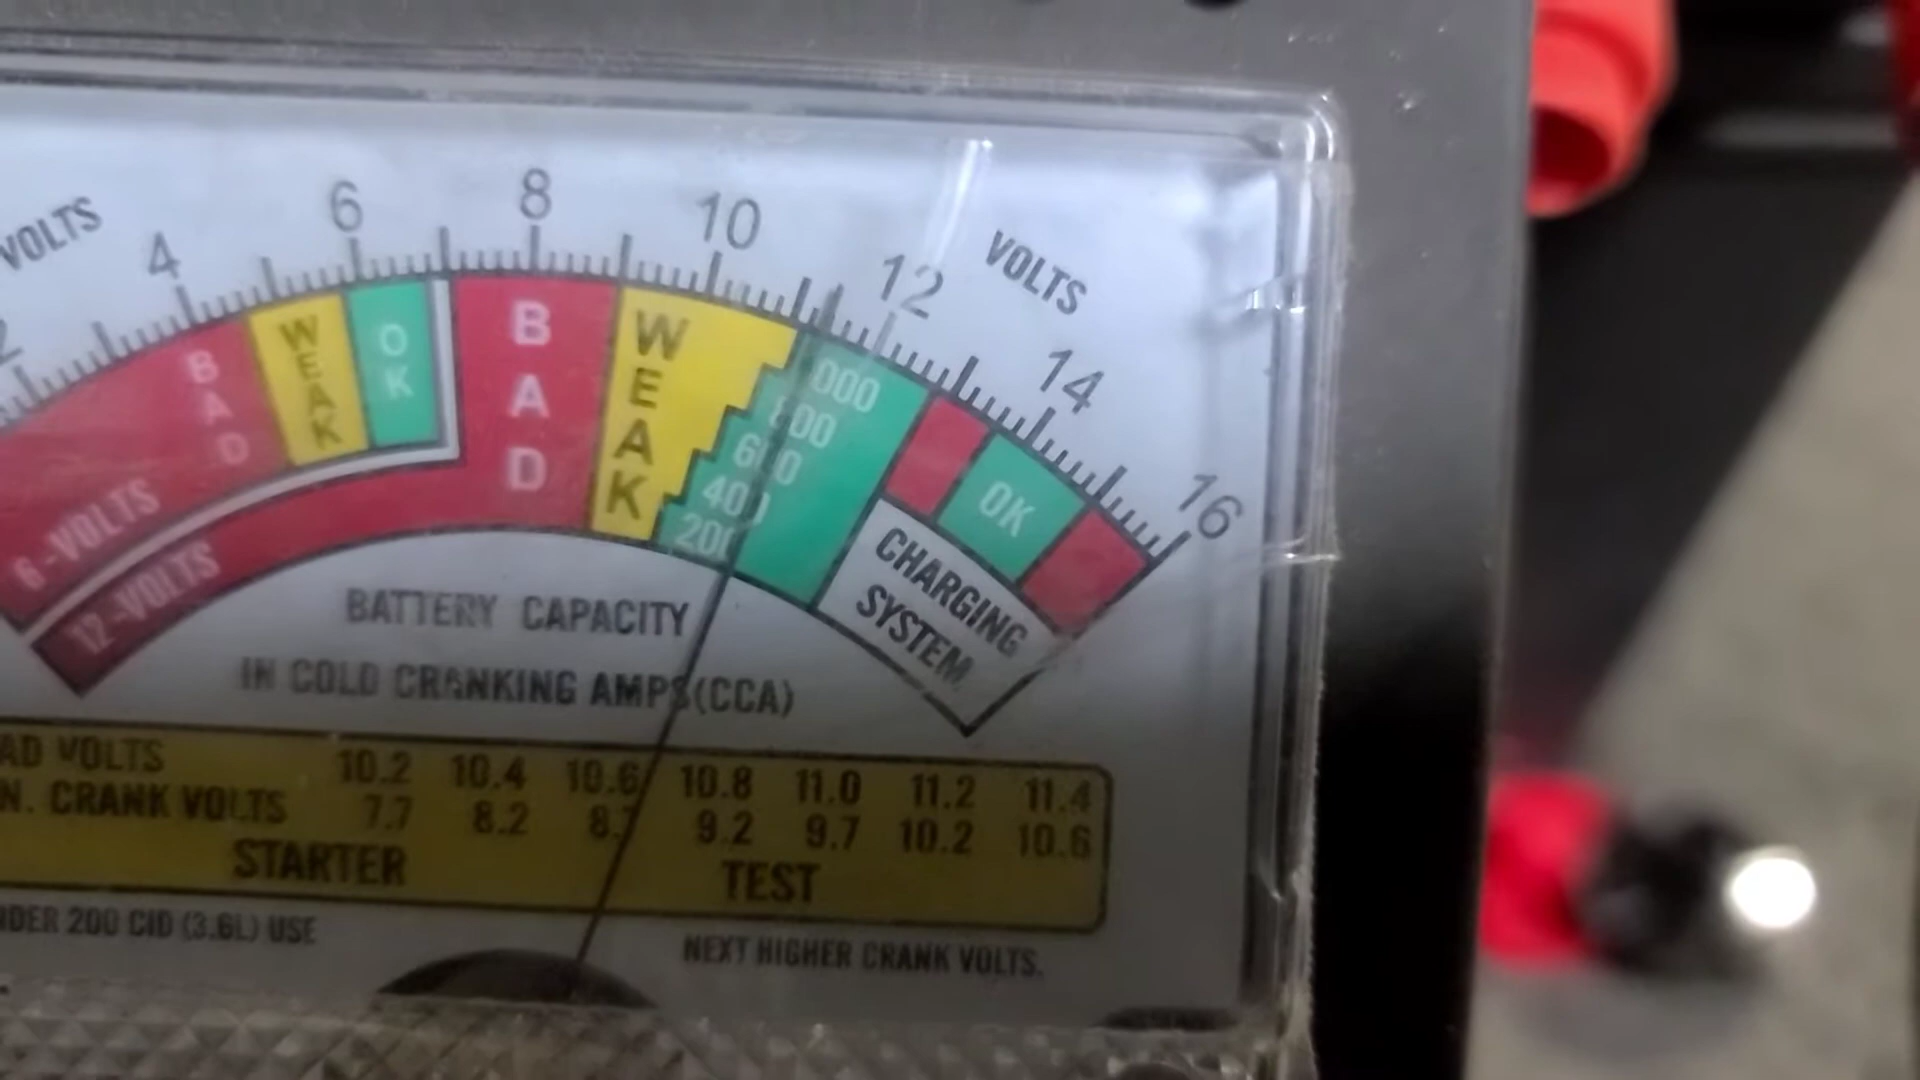 VOLTS
VOLTS
2 4 6 8 10 12 14 16
BAD WEAK OK BAD WEAK
000
800
600
400
200
OK
6-VOLTS
12-VOLTS
CHARGING
SYSTEM
BATTERY CAPACITY
IN COLD CRANKING AMPS(CCA)
AD VOLTS 10.2 10.4 10.6 10.8 11.0 11.2 11.4
N. CRANK VOLTS 7.7 8.2 8.7 9.2 9.7 10.2 10.6
STARTER TEST
NDER 200 CID (3.6L) USE NEXT HIGHER CRANK VOLTS.